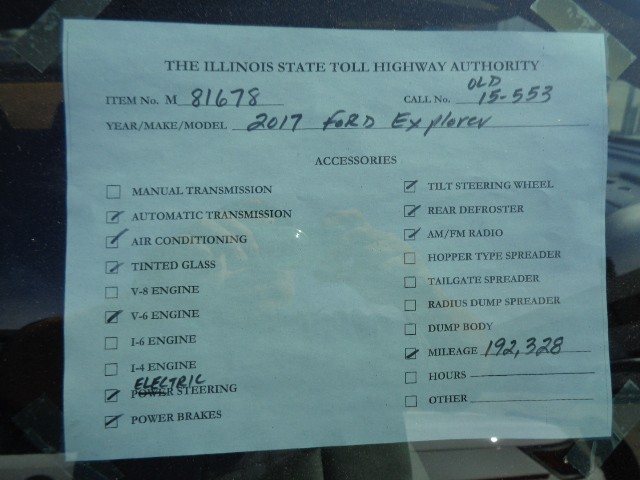 THE ILLINOIS STATE TOLL HIGHWAY AUTHORITY
OLD
ITEM No. M 81678 CALL No. 15-553
YEAR/MAKE/MODEL 2017 FORD Explorer
ACCESSORIES
MANUAL TRANSMISSION
AUTOMATIC TRANSMISSION
AIR CONDITIONING
TINTED GLASS
V-8 ENGINE
V-6 ENGINE
I-6 ENGINE
I-4 ENGINE
ELECTRIC
POWER STEERING
POWER BRAKES
TILT STEERING WHEEL
REAR DEFROSTER
AM/FM RADIO
HOPPER TYPE SPREADER
TAILGATE SPREADER
RADIUS DUMP SPREADER
DUMP BODY
MILEAGE 192,328
HOURS
OTHER